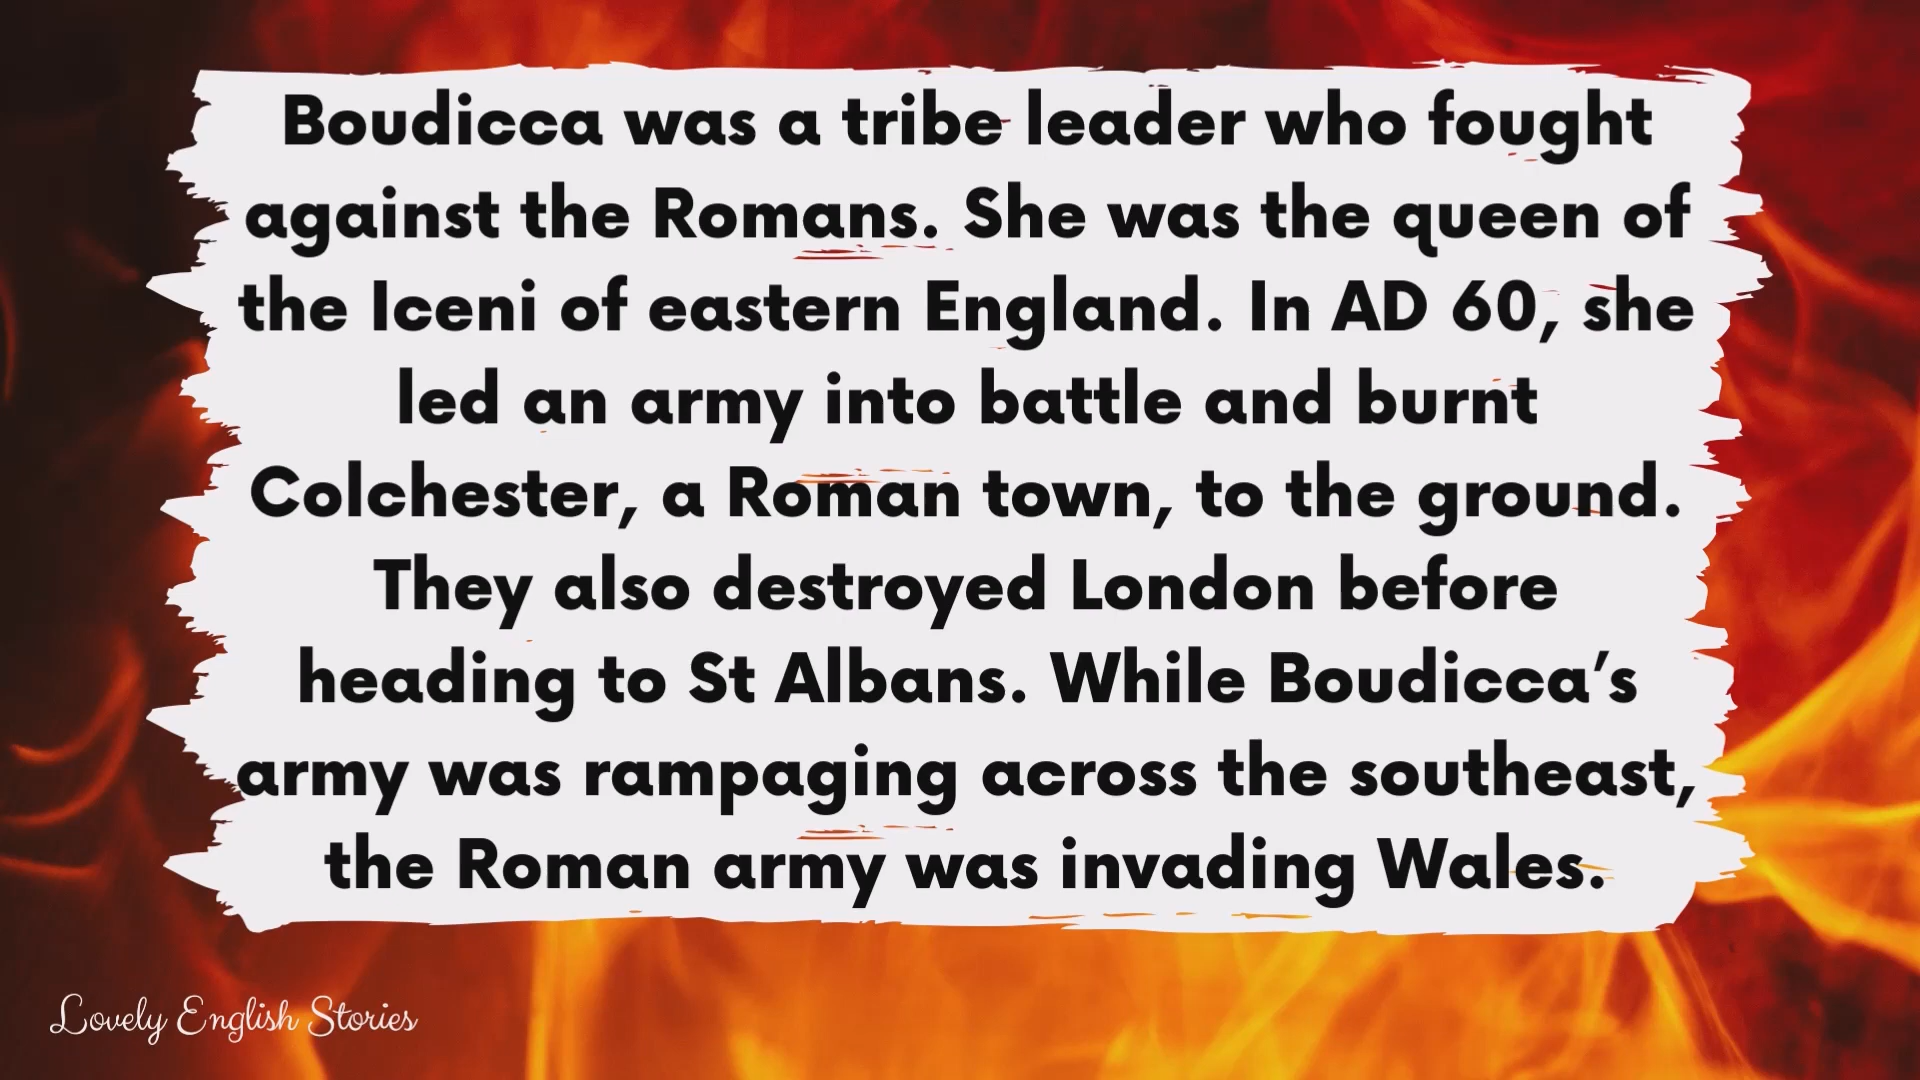 Boudicca was a tribe leader who fought
against the Romans. She was the queen of
the Iceni of eastern England. In AD 60, she
led an army into battle and burnt
Colchester, a Roman town, to the ground.
They also destroyed London before
heading to St Albans. While Boudicca’s
army was rampaging across the southeast,
the Roman army was invading Wales.
Lovely English Stories